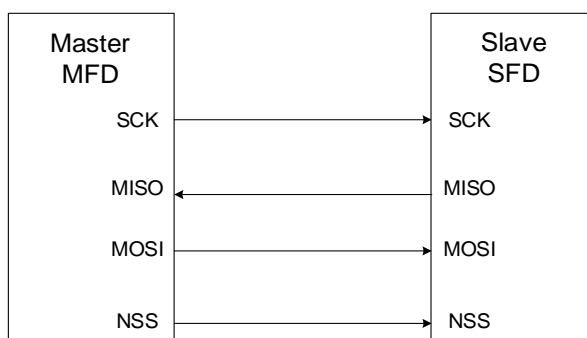 Master
MFD
Slave
SFD
SCK
SCK
MISO
MISO
MOSI
MOSI
NSS
NSS